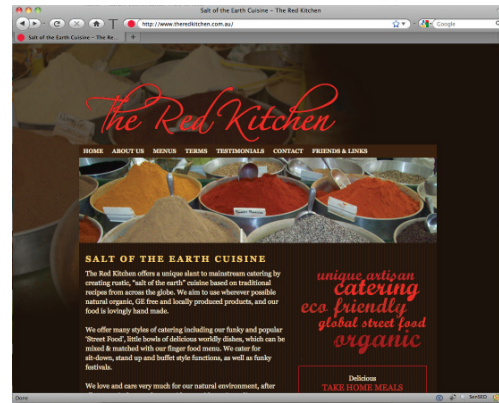 Salt of the Earth Cuisine – The Red Kitchen
http://www.theredkitchen.com.au/
Google
Salt of the Earth Cuisine – The Re...
The Red Kitchen
HOME ABOUT US MENUS TERMS TESTIMONIALS CONTACT FRIENDS & LINKS
SALT OF THE EARTH CUISINE
The Red Kitchen offers a unique slant to mainstream catering by
creating rustic, "salt of the earth" cuisine based on traditional
recipes from across the globe. We aim to use wherever possible
natural organic, GE free and locally produced products, and our
food is lovingly hand made.
We offer many styles of catering including our funky and popular
'Street Food', little bowls of delicious worldly dishes, which can be
mixed & matched with our finger food menu. We cater for
sit-down, stand up and buffet style functions, as well as funky
festivals.
We love and care very much for our natural environment, after
unique artisan
catering
eco friendly
global street food
organic
Delicious
TAKE HOME MEALS
Done
SenSEO